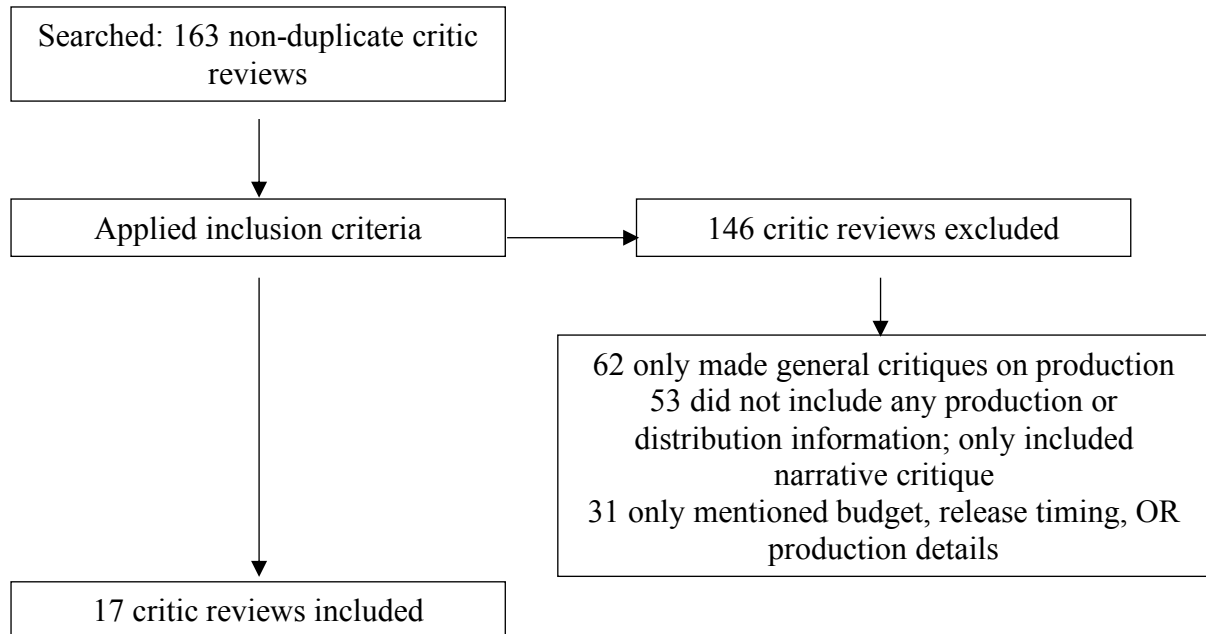 Searched: 163 non-duplicate critic
reviews
Applied inclusion criteria
146 critic reviews excluded
62 only made general critiques on production
53 did not include any production or
distribution information; only included
narrative critique
31 only mentioned budget, release timing, OR
production details
17 critic reviews included